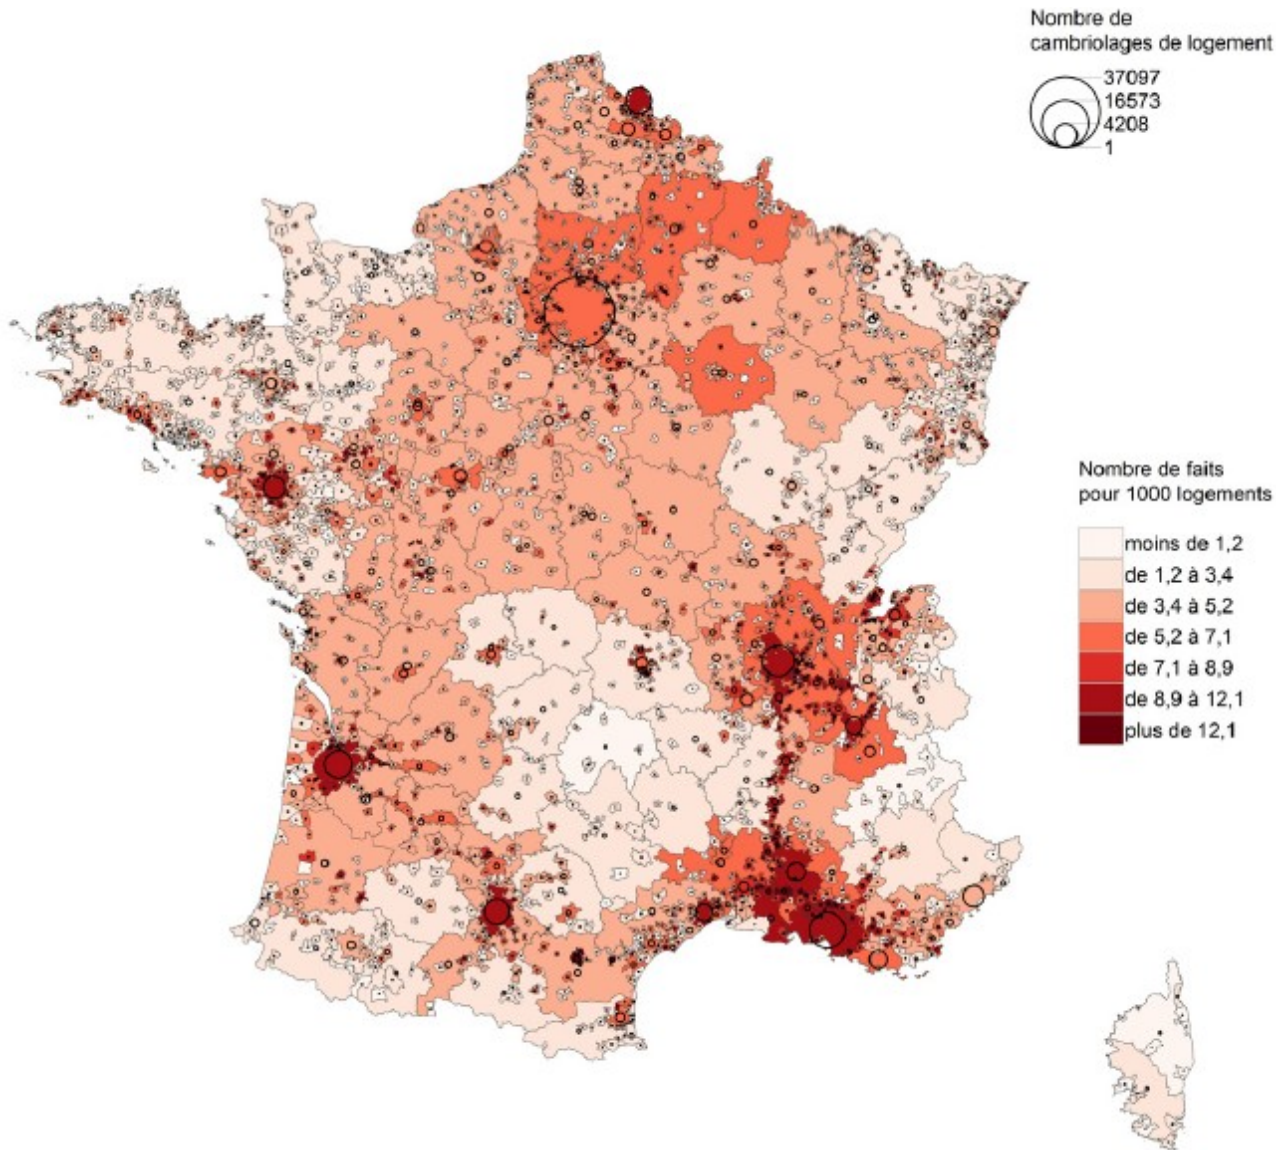 Nombre de
cambriolages de logement
37097
16573
4208
1
Nombre de faits
pour 1000 logements
moins de 1,2
de 1,2 à 3,4
de 3,4 à 5,2
de 5,2 à 7,1
de 7,1 à 8,9
de 8,9 à 12,1
plus de 12,1